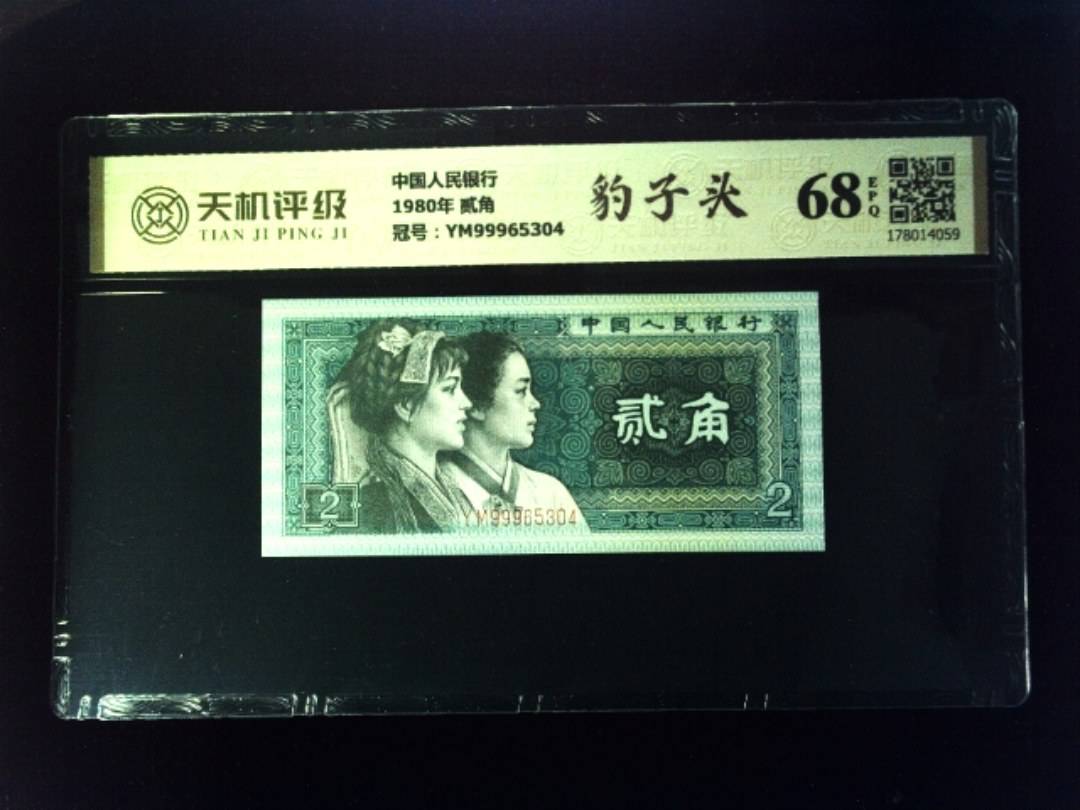 天机评级
TIAN JI PING JI
中国人民银行
1980年 贰角
冠号：YM99965304
豹子头
68
EPQ
178014059
中国人民银行
贰角
2
2
YM99965304